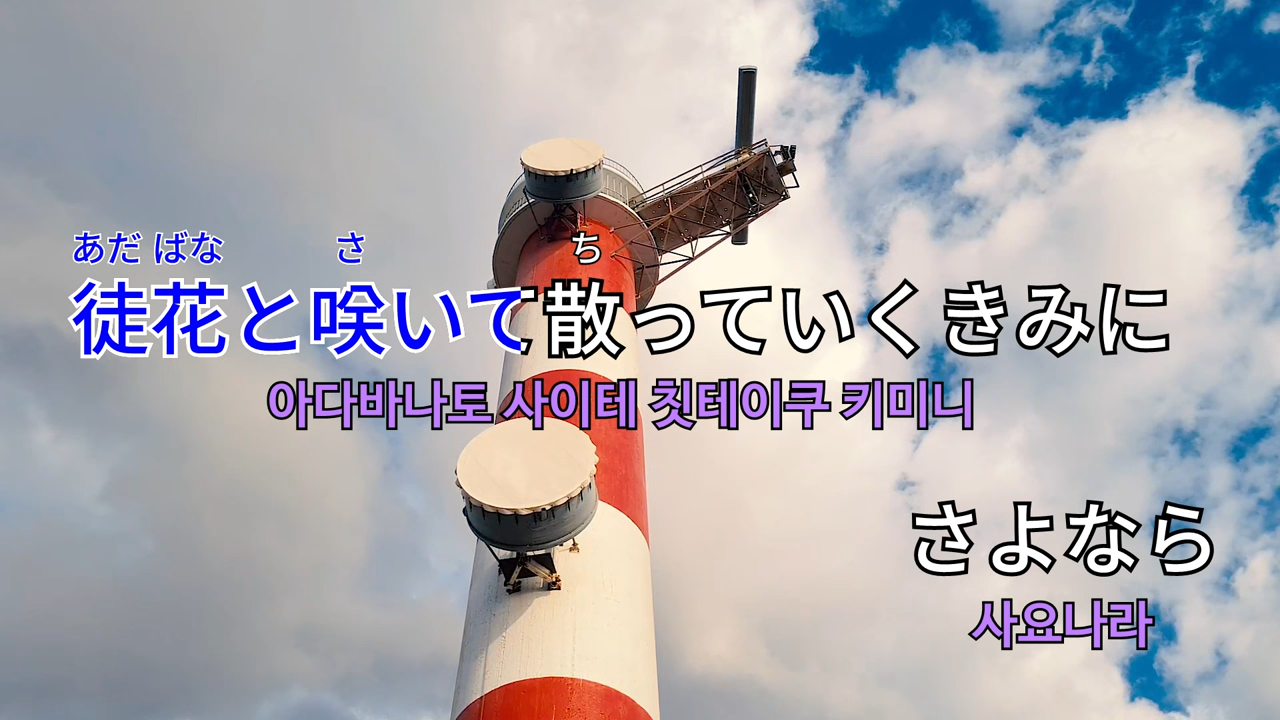 あだ ばな さ ち
徒花と咲いて散っていくきみに
아다바나토 사이테 칫테이쿠 키미니
さよなら
사요나라